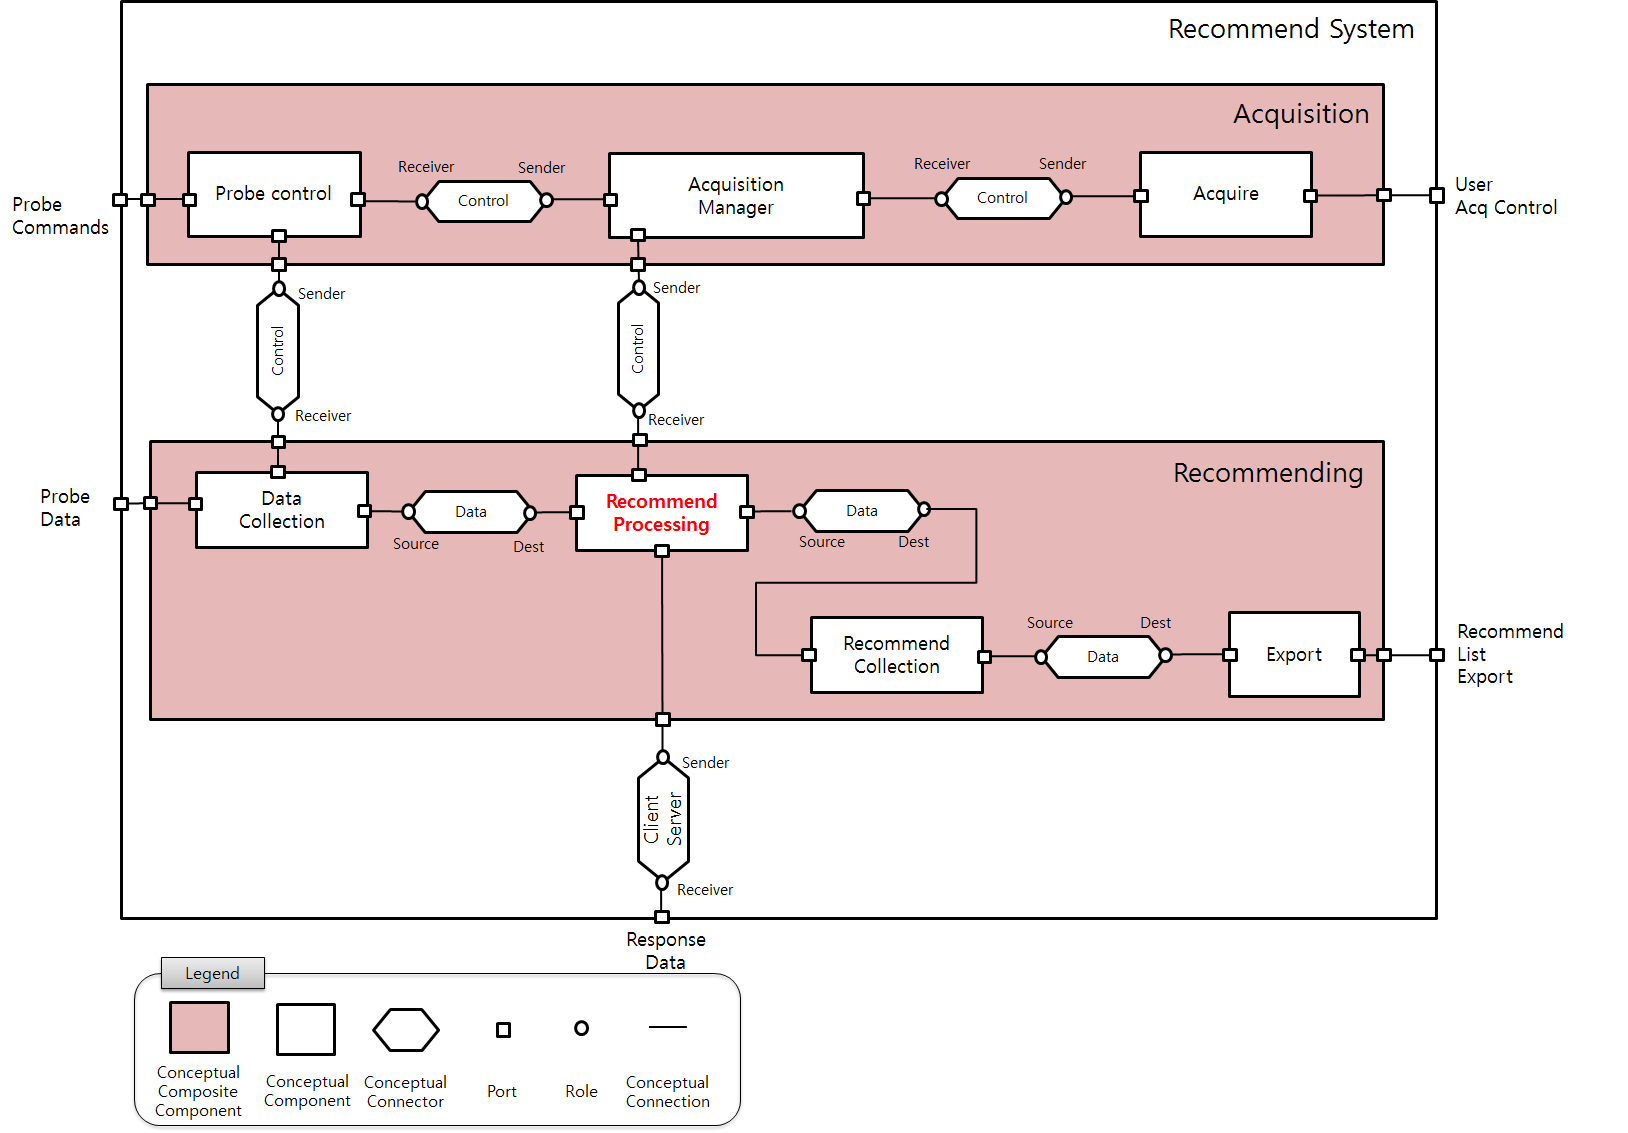 Recommend System
Acquisition
Receiver
Sender
Receiver
Sender
Probe control
Control
Acquisition
Manager
Control
Acquire
Probe
Commands
User
Acq Control
Sender
Sender
Control
Control
Receiver
Receiver
Recommending
Probe
Data
Data
Collection
Data
Recommend
Processing
Data
Source
Dest
Source
Dest
Source
Dest
Recommend
Collection
Data
Export
Recommend
List
Export
Sender
Client
Server
Receiver
Response
Data
Legend
Conceptual
Composite
Component
Conceptual
Component
Conceptual
Connector
Port
Role
Conceptual
Connection